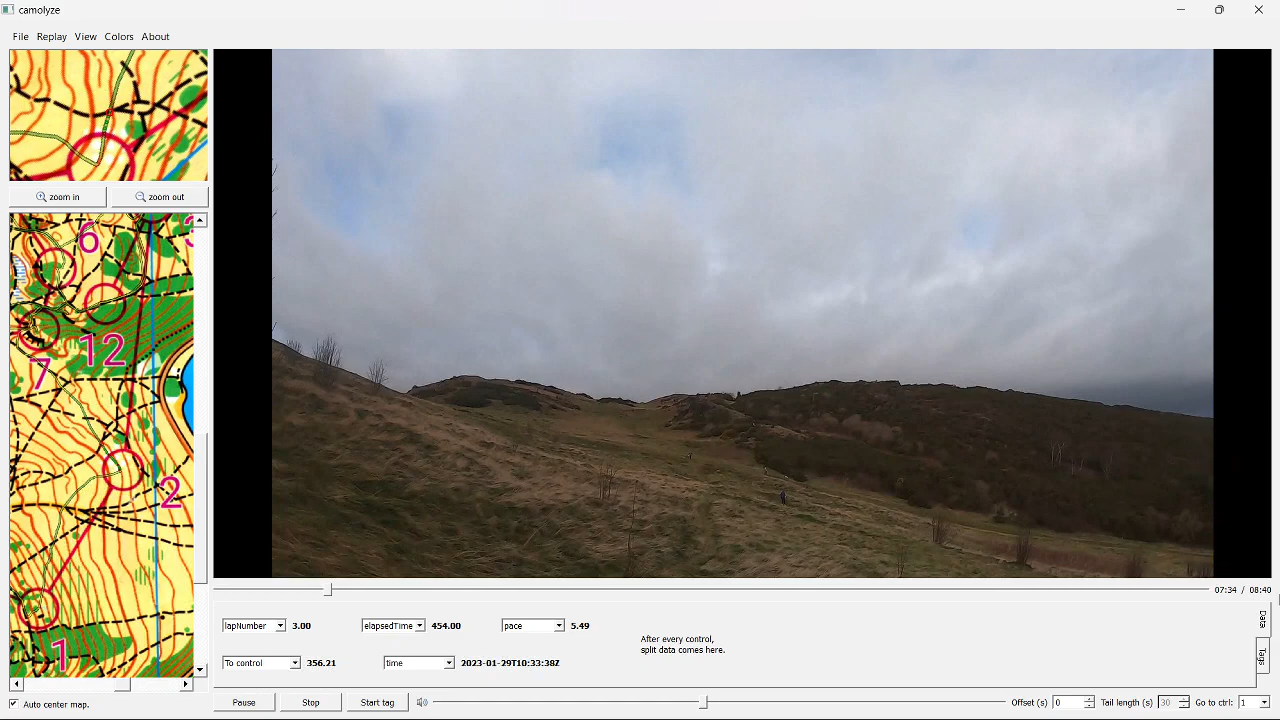 camolyze
File Replay View Colors About
zoom in zoom out
6
12
7
2
1
07:34 / 08:40
lapNumber 3.00 elapsedTime 454.00 pace 5.49
After every control,
split data comes here.
To control 356.21 time 2023-01-29T10:33:38Z
Data
Tags
Auto center map.
Pause Stop Start tag Offset (s) 0 Tail length (s) 30 Go to ctrl: 1